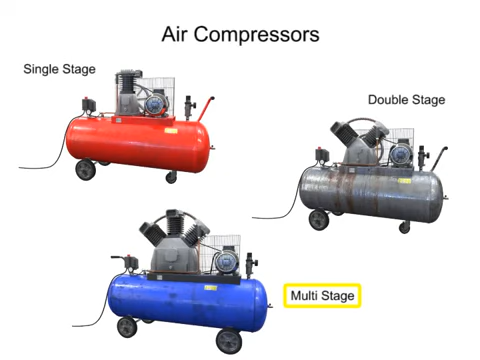 Air Compressors
Single Stage
Double Stage
Multi Stage